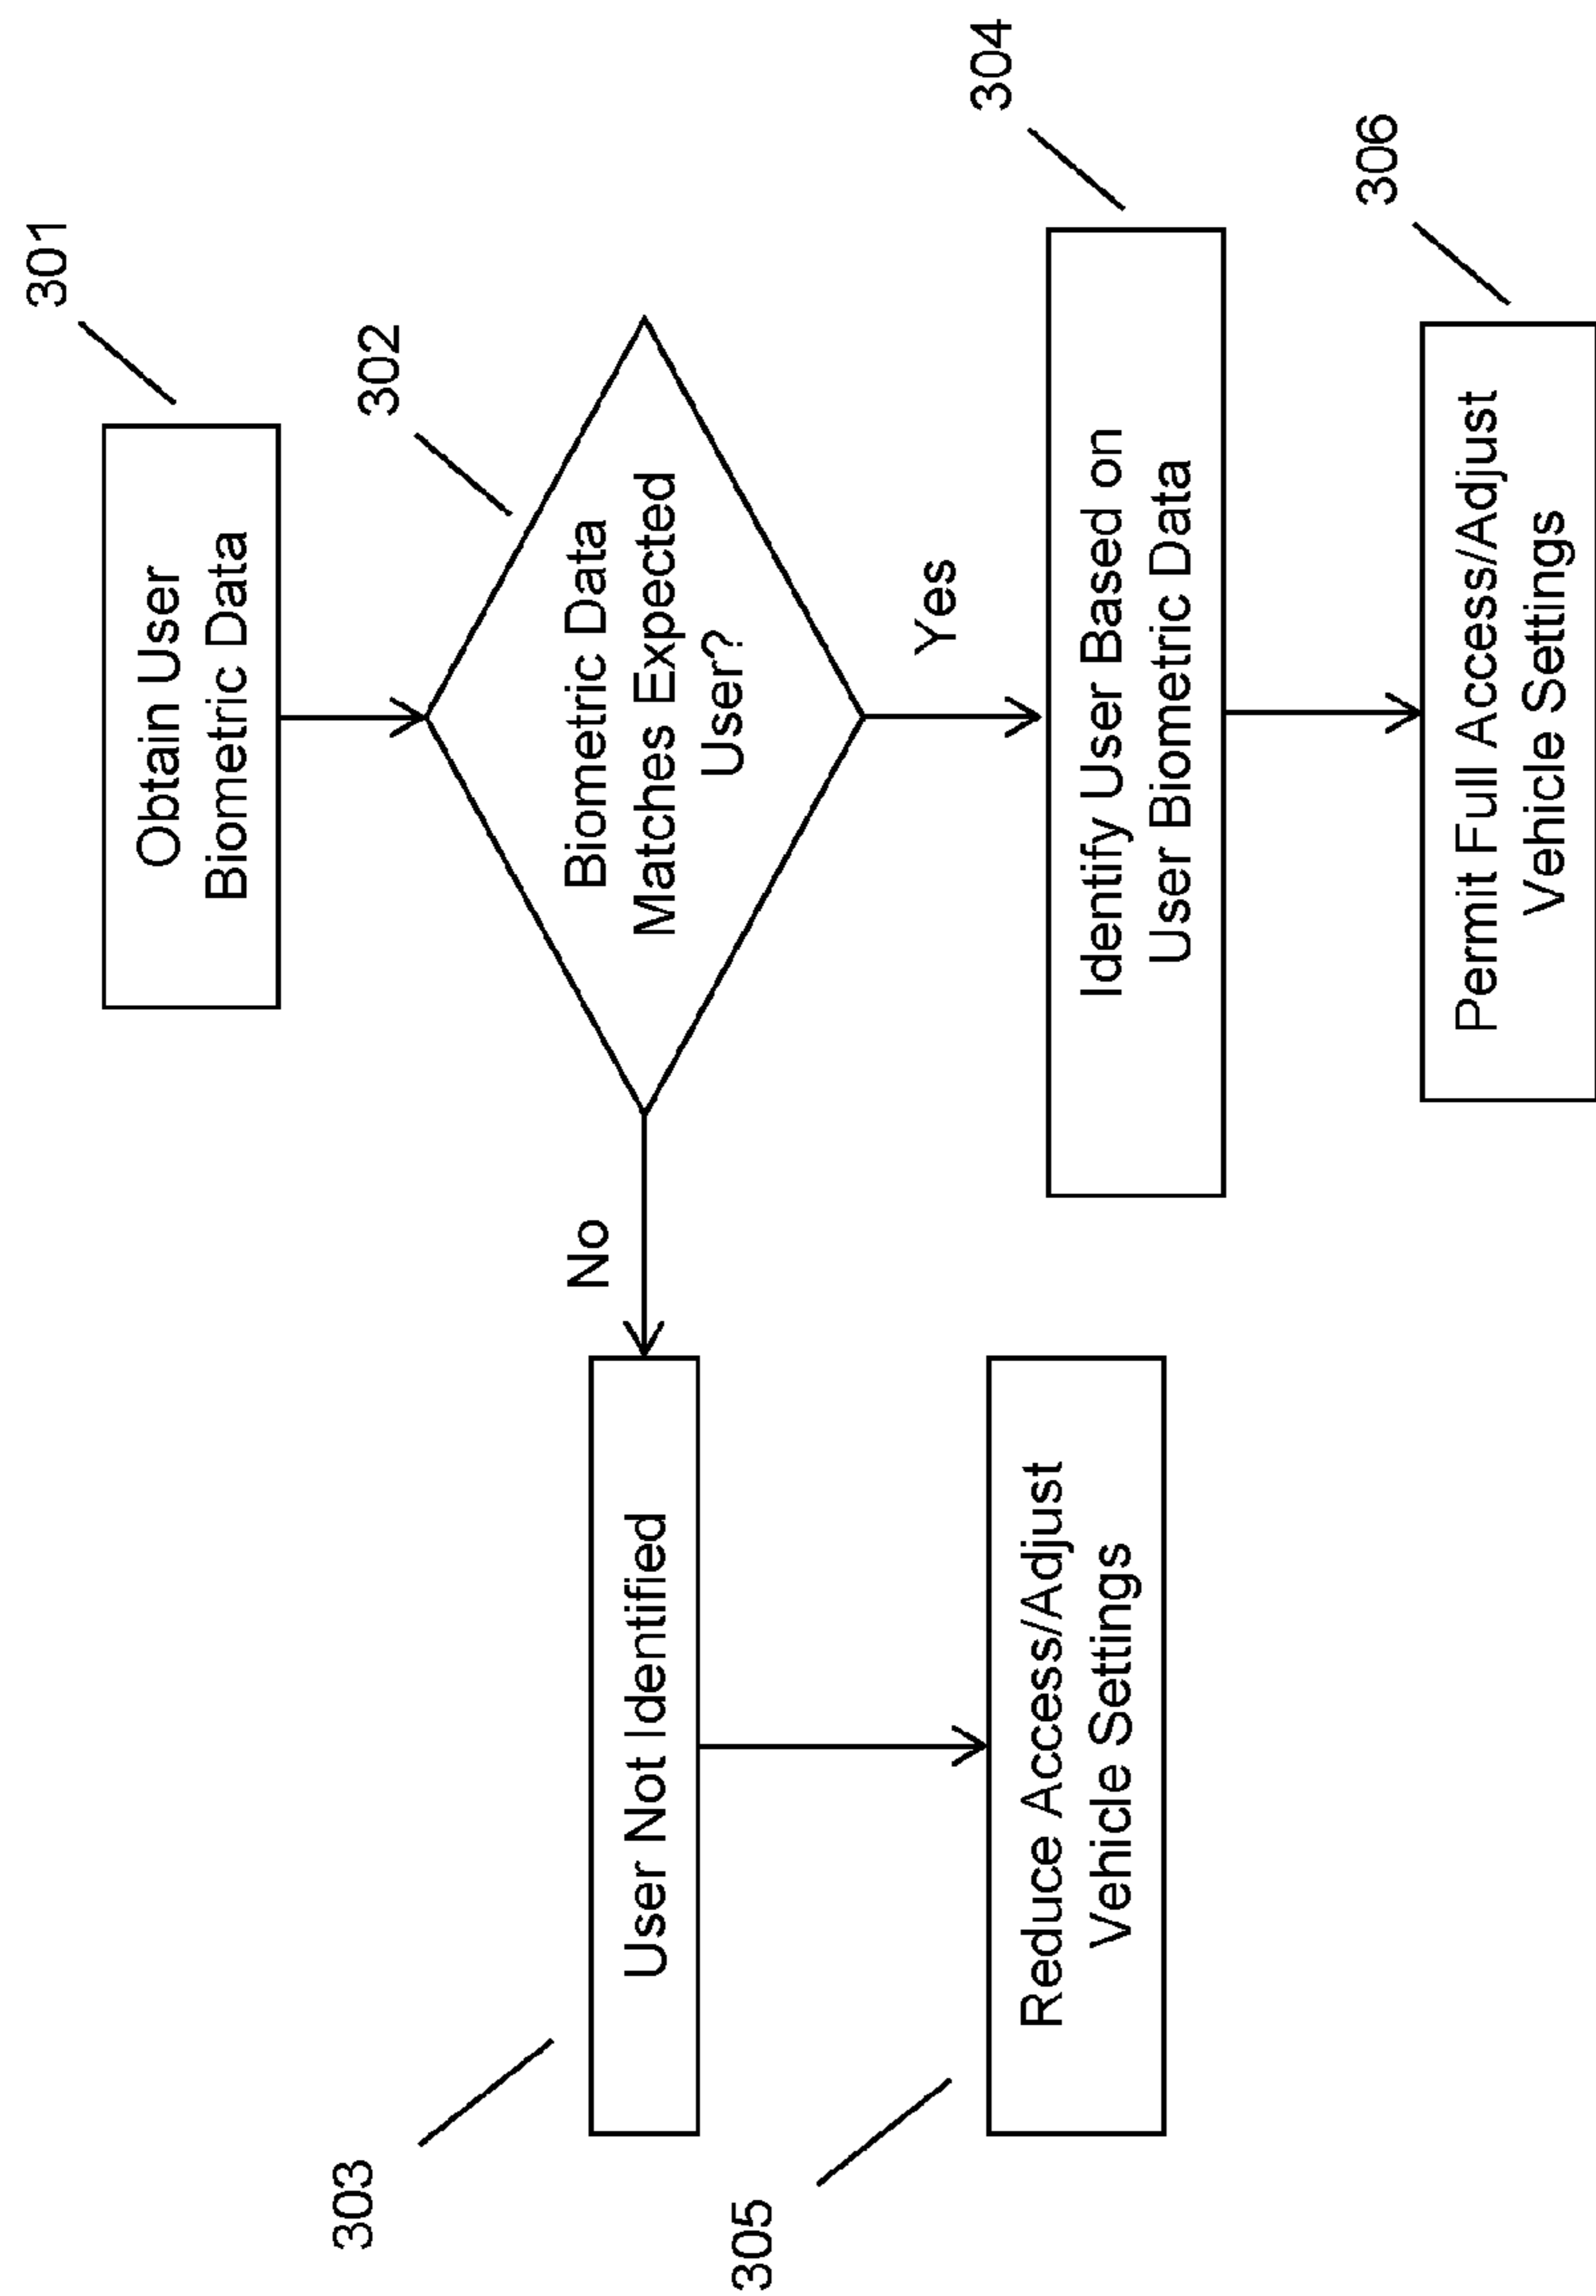 301
Obtain User
Biometric Data
302
Biometric Data
Matches Expected
User?
No
Yes
303
User Not Identified
304
Identify User Based on
User Biometric Data
305
Reduce Access/Adjust
Vehicle Settings
306
Permit Full Access/Adjust
Vehicle Settings